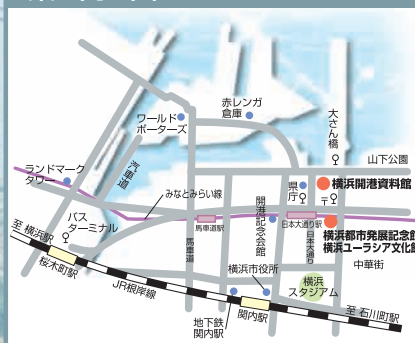 赤レンガ
倉庫
ワールド
ポーターズ
大さん橋
山下公園
汽車道
ランドマーク
タワー
みなとみらい線
県庁
横浜開港資料館
〒
開港記念会館
馬車道駅
日本大通り駅
日本大通り
横浜都市発展記念館
横浜ユーラシア文化館
バス
ターミナル
馬車道
中華街
至 横浜駅
桜木町駅
横浜市役所
横浜
スタジアム
JR根岸線
関内駅
地下鉄
関内駅
至 石川町駅